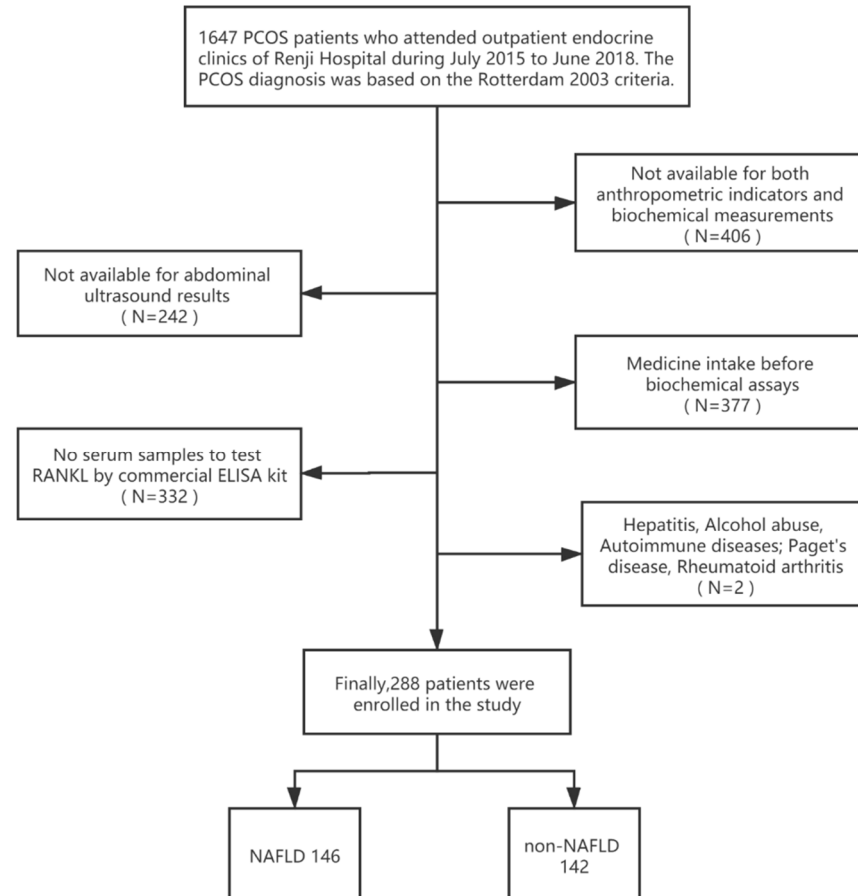 1647 PCOS patients who attended outpatient endocrine
clinics of Renji Hospital during July 2015 to June 2018. The
PCOS diagnosis was based on the Rotterdam 2003 criteria.
Not available for both
anthropometric indicators and
biochemical measurements
( N=406 )
Not available for abdominal
ultrasound results
( N=242 )
Medicine intake before
biochemical assays
( N=377 )
No serum samples to test
RANKL by commercial ELISA kit
( N=332 )
Hepatitis, Alcohol abuse,
Autoimmune diseases; Paget's
disease, Rheumatoid arthritis
( N=2 )
Finally,288 patients were
enrolled in the study
NAFLD 146
non-NAFLD
142